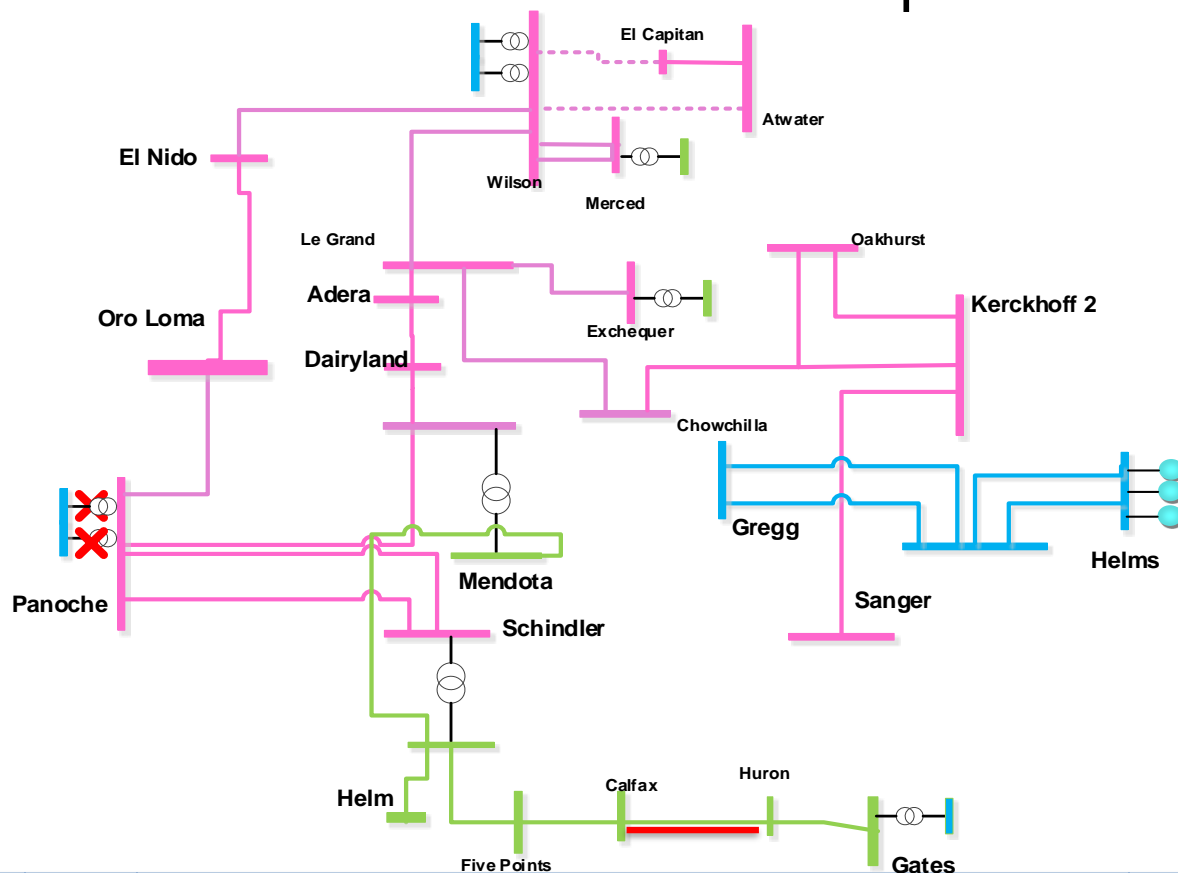 El Capitan
Atwater
El Nido
Wilson
Merced
Le Grand
Oakhurst
Adera
Kerckhoff 2
Oro Loma
Exchequer
Dairyland
Chowchilla
Gregg
Helms
Mendota
Panoche
Sanger
Schindler
Huron
Calfax
Helm
Five Points
Gates